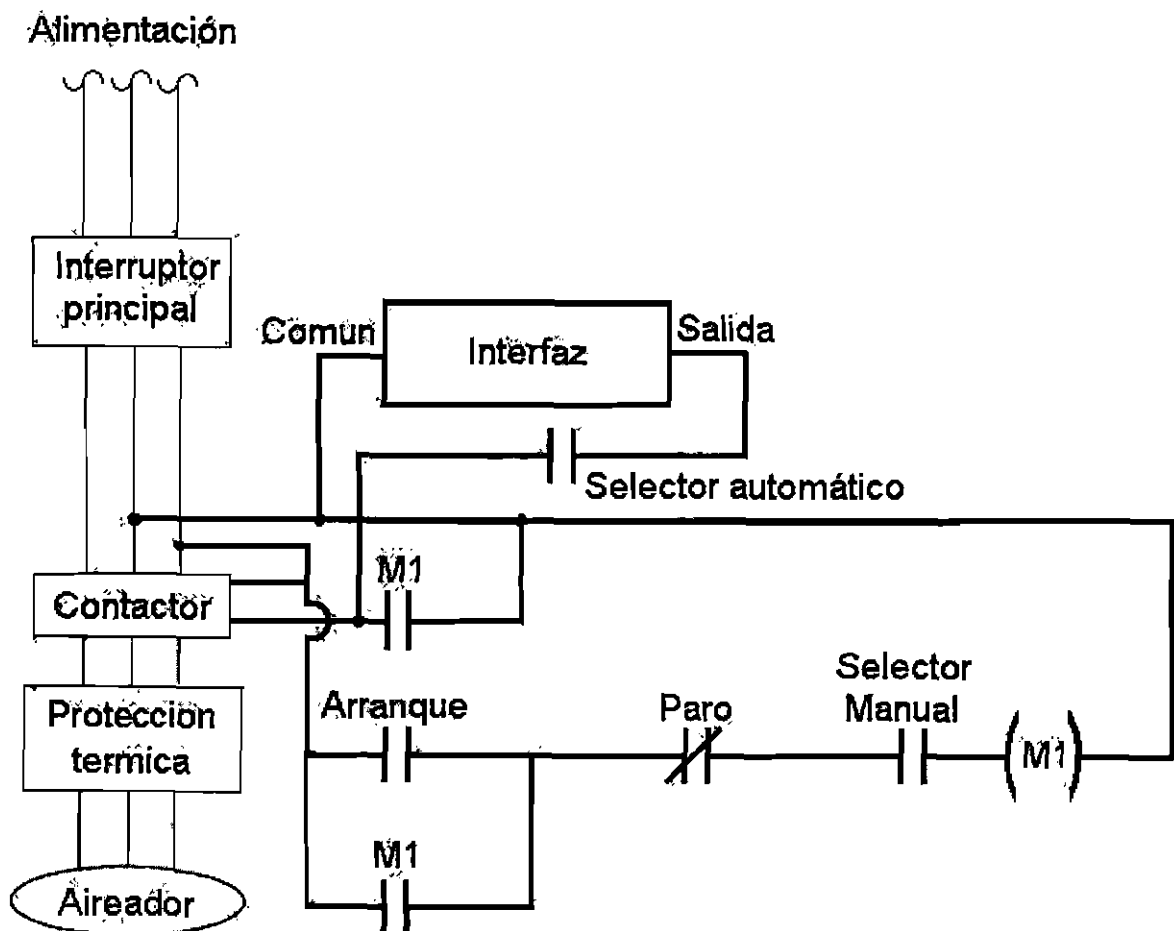 Alimentación
Interruptor
principal
Comun
Interfaz
Salida
Selector automático
M1
Contactor
Selector
Manual
Arranque
Paro
Proteccion
termica
M1
M1
Aireador